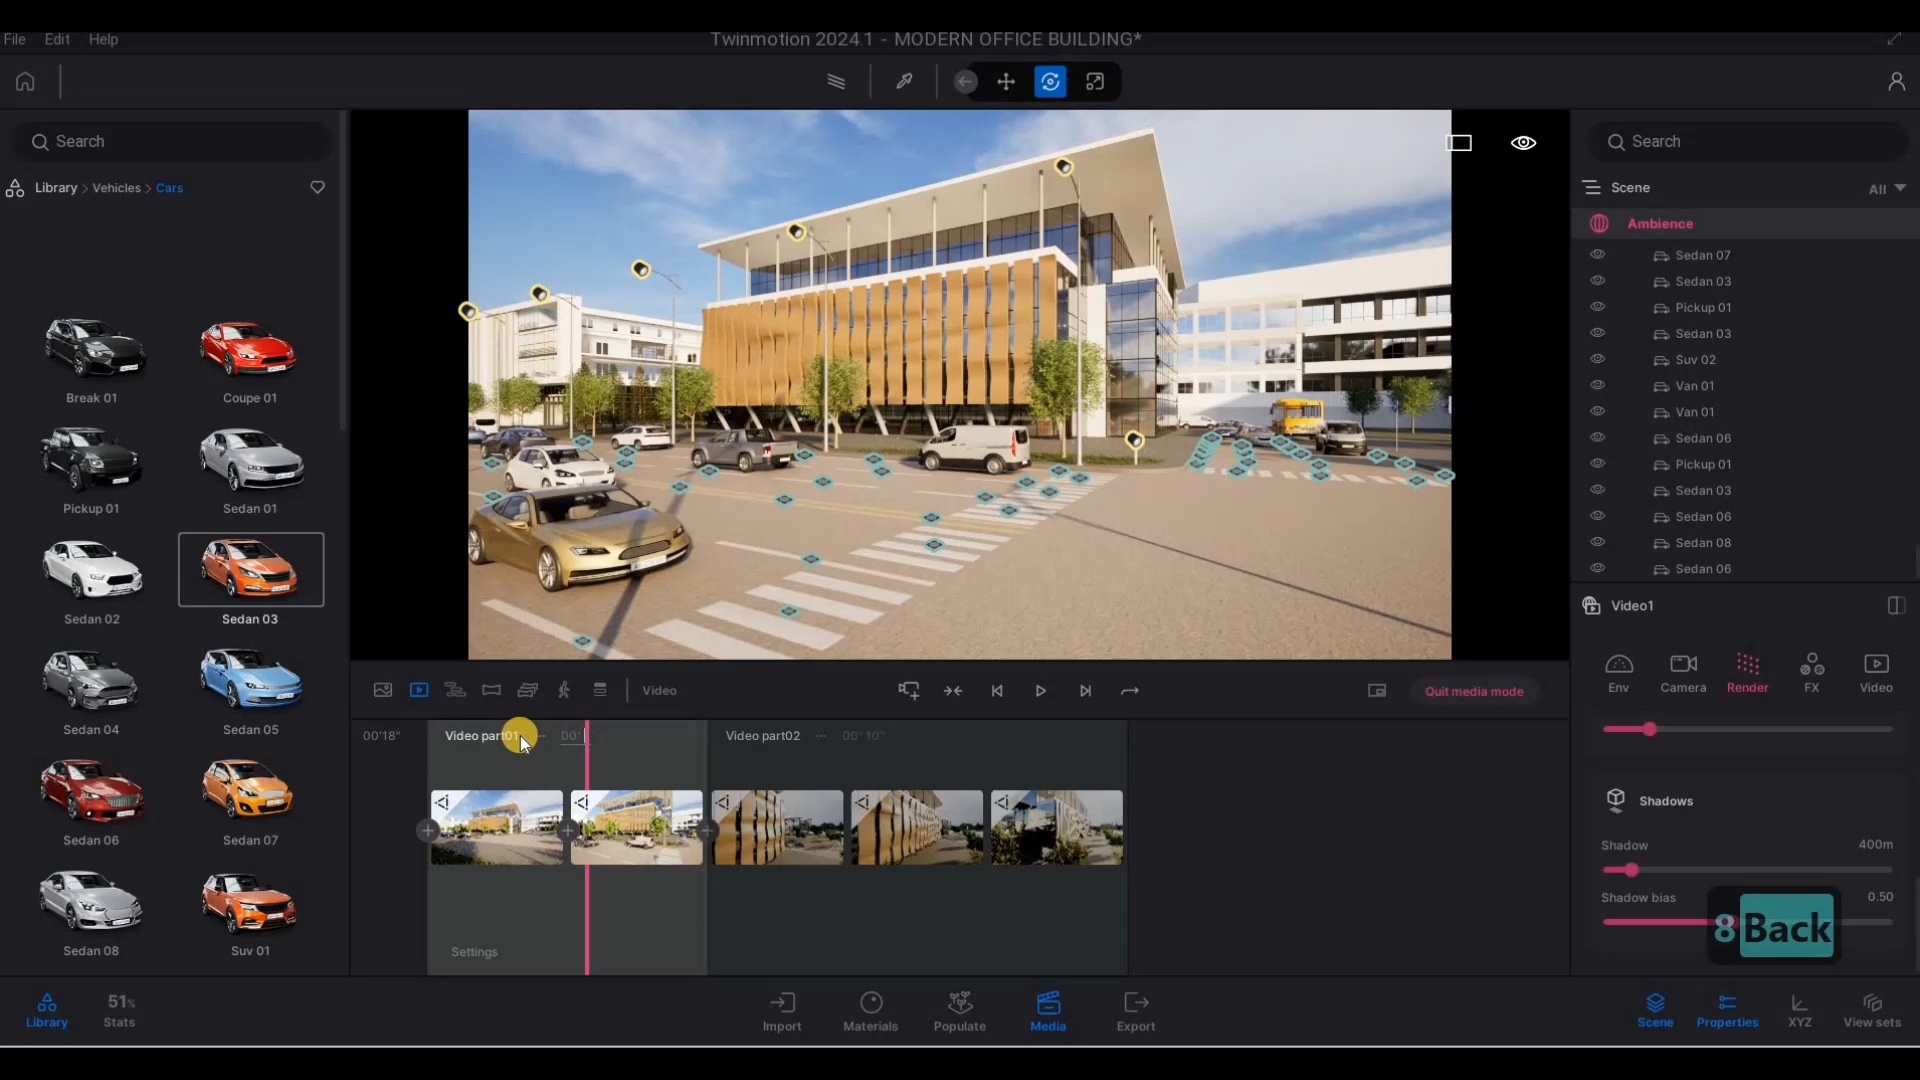 File Edit Help
Twinmotion 2024.1 - MODERN OFFICE BUILDING*
Search
Library > Vehicles > Cars
Break 01
Coupe 01
Pickup 01
Sedan 01
Sedan 02
Sedan 03
Sedan 04
Sedan 05
Sedan 06
Sedan 07
Sedan 08
Suv 01
Video
Quit media mode
00'18"
Video part01 ... 00'
Video part02 ... 00'10"
Settings
Search
Scene
All
Ambience
Sedan 07
Sedan 03
Pickup 01
Sedan 03
Suv 02
Van 01
Van 01
Sedan 06
Pickup 01
Sedan 03
Sedan 06
Sedan 08
Sedan 06
Video1
Env Camera Render FX Video
Shadows
Shadow 400m
Shadow bias 0.50
8 Back
Library
51% Stats
Import Materials Populate Media Export
Scene Properties XYZ View sets